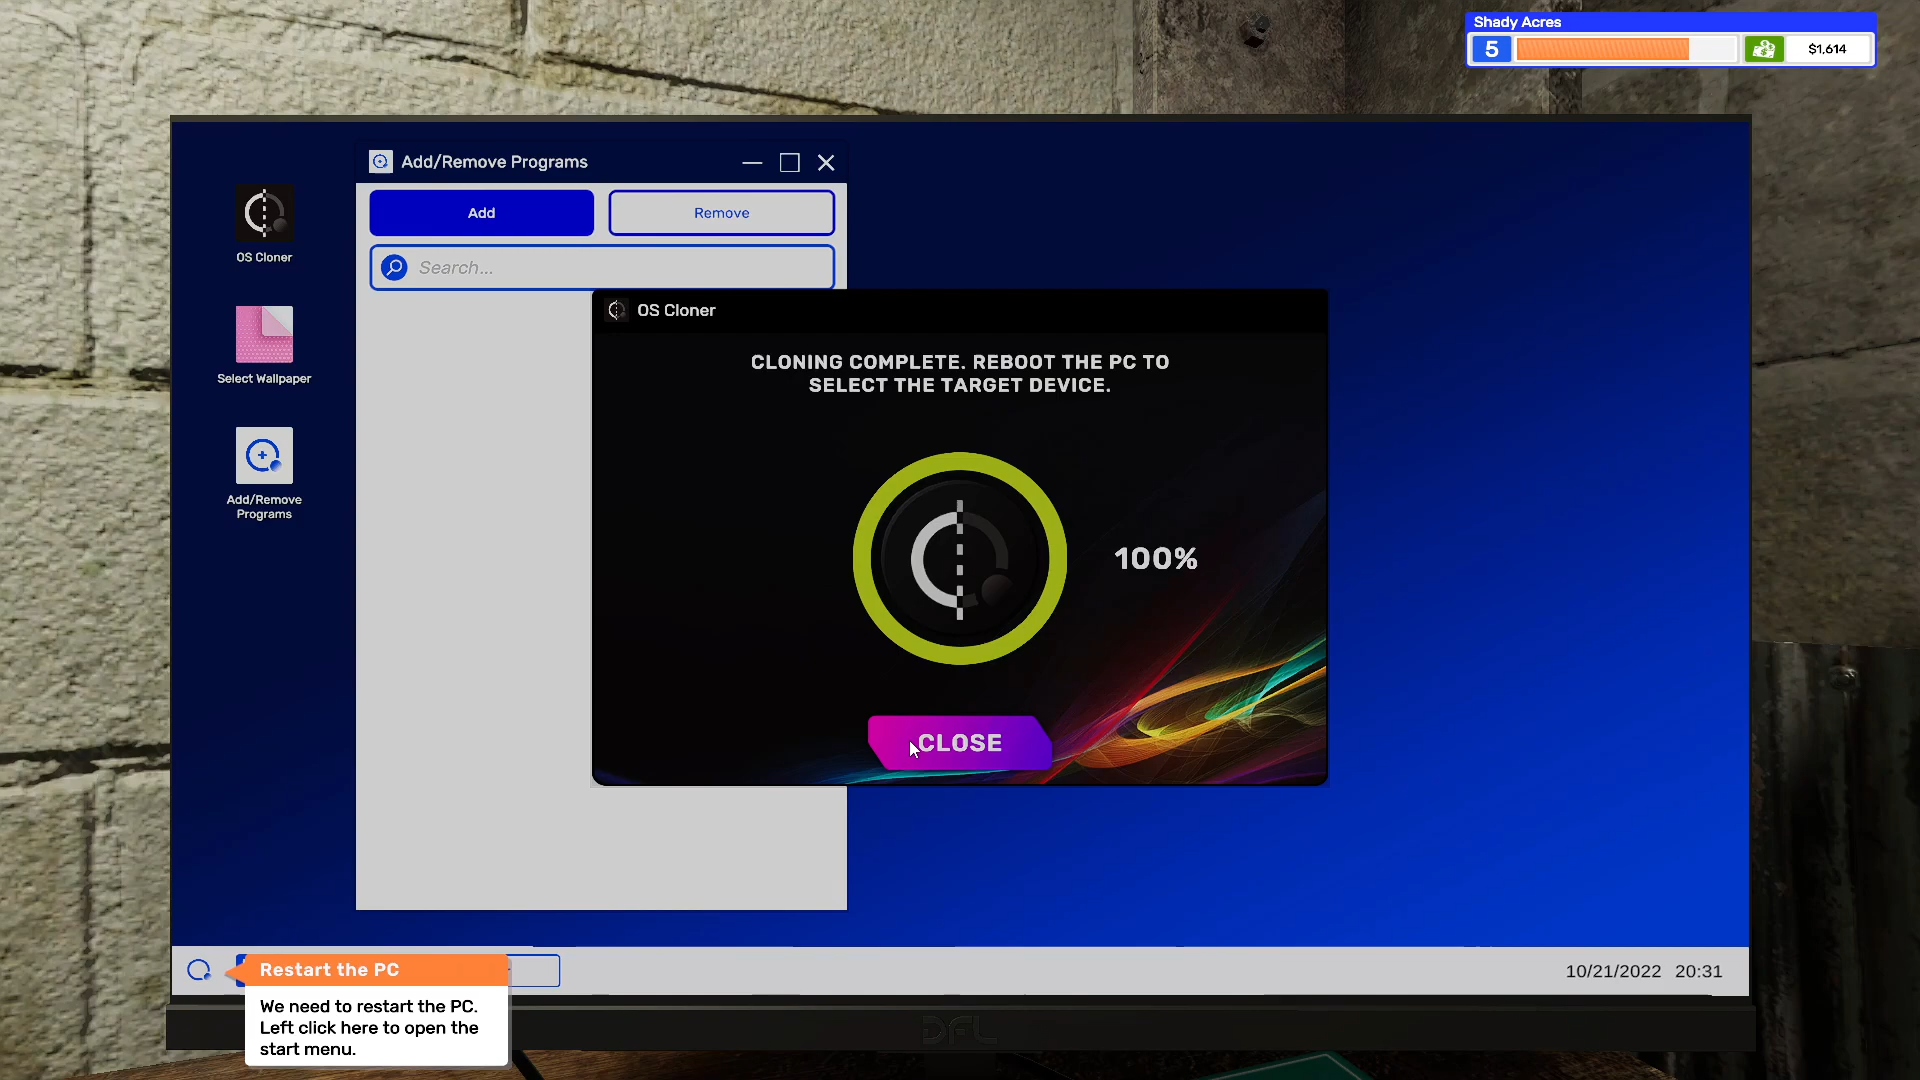 Shady Acres
5
$1,614
Add/Remove Programs
Add
Remove
Search...
OS Cloner
Select Wallpaper
Add/Remove
Programs
OS Cloner
CLONING COMPLETE. REBOOT THE PC TO
SELECT THE TARGET DEVICE.
100%
CLOSE
Restart the PC
We need to restart the PC.
Left click here to open the
start menu.
10/21/2022 20:31
DFL